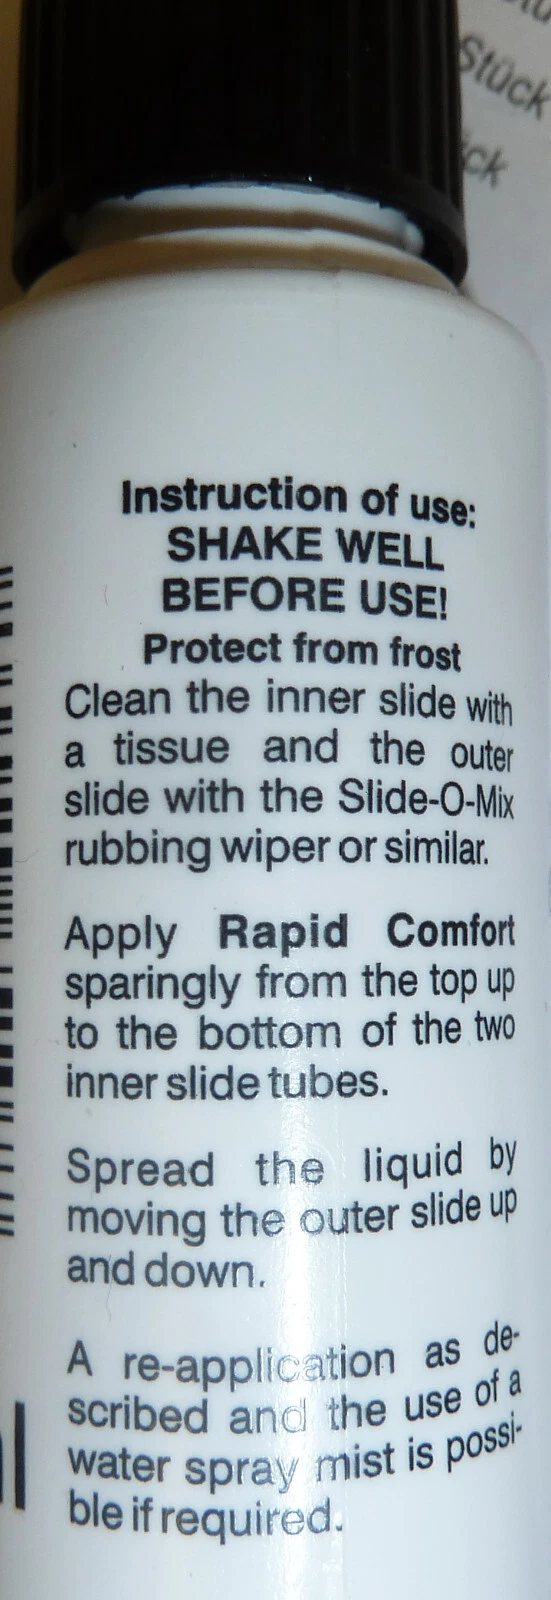 Stück
ck
Instruction of use:
SHAKE WELL
BEFORE USE!
Protect from frost
Clean the inner slide with
a tissue and the outer
slide with the Slide-O-Mix
rubbing wiper or similar.
Apply Rapid Comfort
sparingly from the top up
to the bottom of the two
inner slide tubes.
Spread the liquid by
moving the outer slide up
and down.
A re-application as de-
scribed and the use of a
water spray mist is possi-
ble if required.